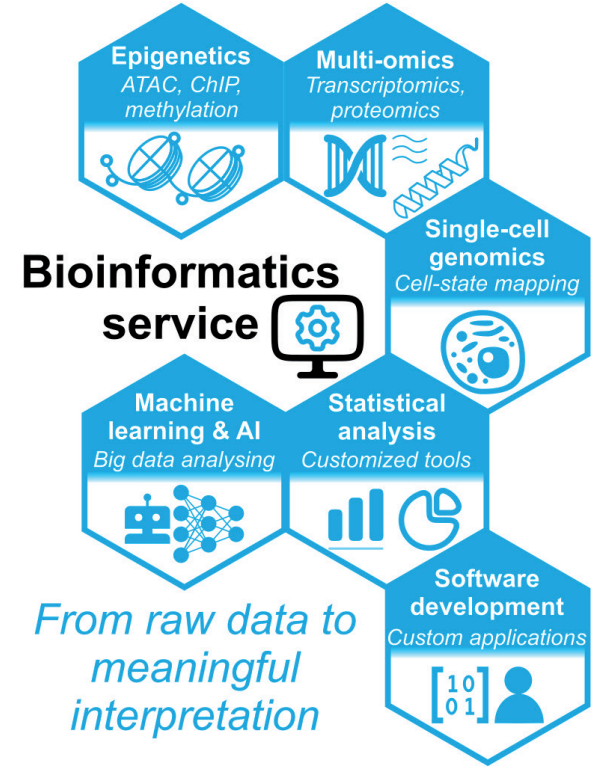 Epigenetics
ATAC, ChIP,
methylation
Multi-omics
Transcriptomics,
proteomics
Single-cell
genomics
Cell-state mapping
Bioinformatics
service
Machine
learning & AI
Big data analysing
Statistical
analysis
Customized tools
Software
development
Custom applications
10
01
From raw data to
meaningful
interpretation